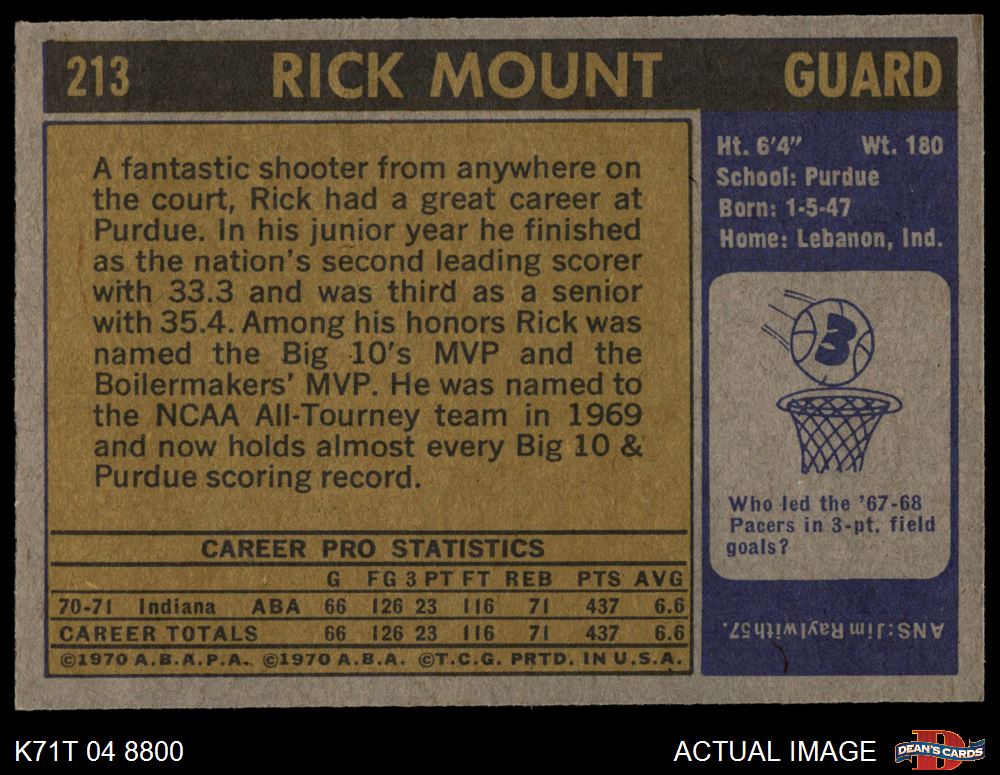 213 RICK MOUNT GUARD
A fantastic shooter from anywhere on
the court, Rick had a great career at
Purdue. In his junior year he finished
as the nation's second leading scorer
with 33.3 and was third as a senior
with 35.4. Among his honors Rick was
named the Big 10's MVP and the
Boilermakers' MVP. He was named to
the NCAA All-Tourney team in 1969
and now holds almost every Big 10 &
Purdue scoring record.
CAREER PRO STATISTICS
G FG 3 PT FT REB PTS AVG
70-71 Indiana ABA 66 126 23 116 71 437 6.6
CAREER TOTALS 66 126 23 116 71 437 6.6
©1970 A.B.A.P.A. ©1970 A.B.A. ©T.C.G. PRTD. IN U.S.A.
Ht. 6'4" Wt. 180
School: Purdue
Born: 1-5-47
Home: Lebanon, Ind.
3
Who led the '67-68
Pacers in 3-pt. field
goals?
ANS: Jim Rayl with 57.
K71T 04 8800
ACTUAL IMAGE
D
DEAN'S CARDS